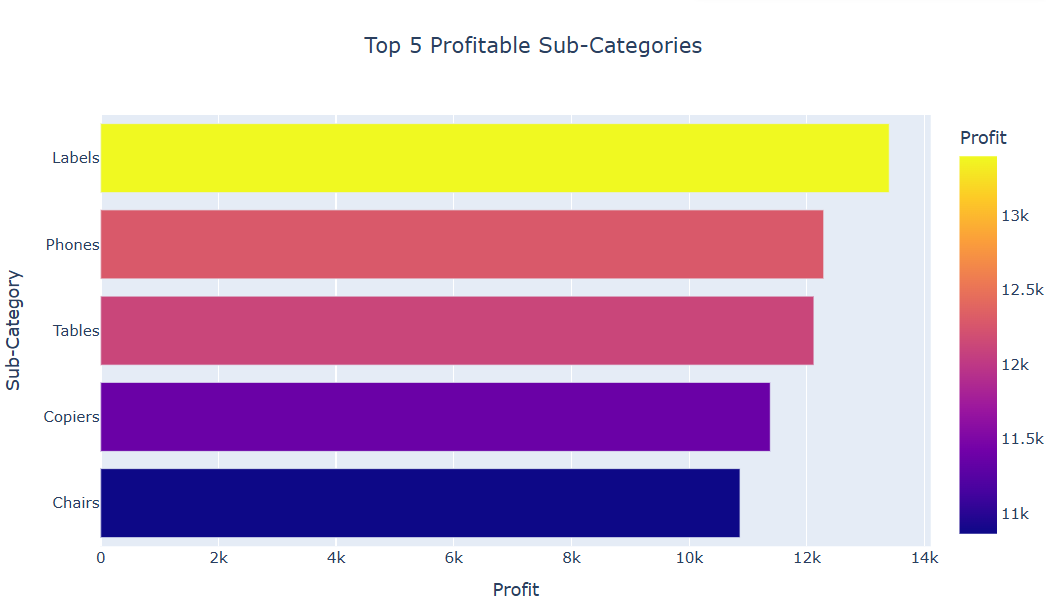 Top 5 Profitable Sub-Categories
Sub-Category
Labels
Phones
Tables
Copiers
Chairs
0 2k 4k 6k 8k 10k 12k 14k
Profit
Profit
13k
12.5k
12k
11.5k
11k